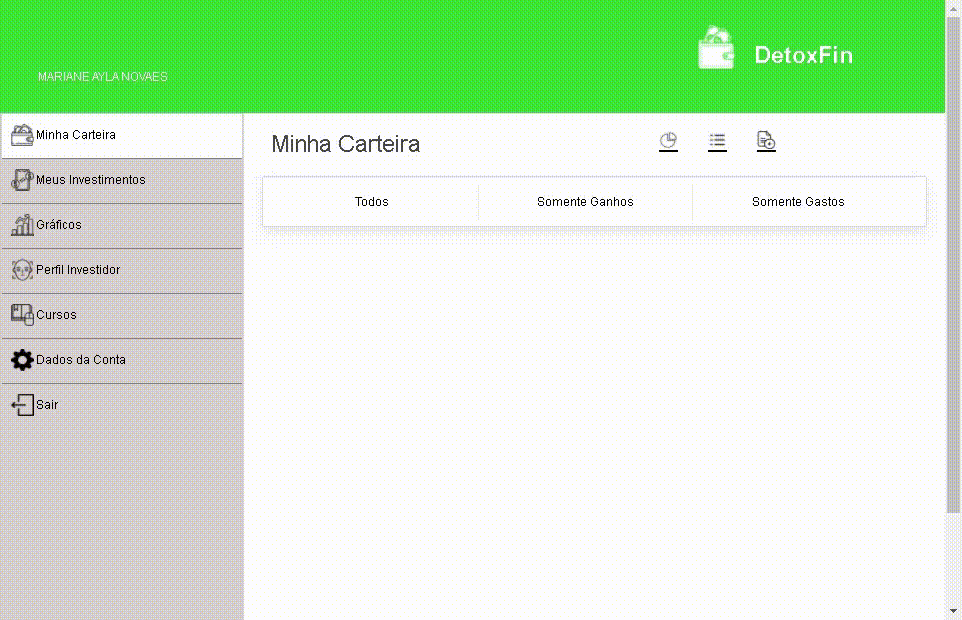 DetoxFin
MARIANE AYLA NOVAES
Minha Carteira
Meus Investimentos
Gráficos
Perfil Investidor
Cursos
Dados da Conta
Sair
Minha Carteira
Todos
Somente Ganhos
Somente Gastos